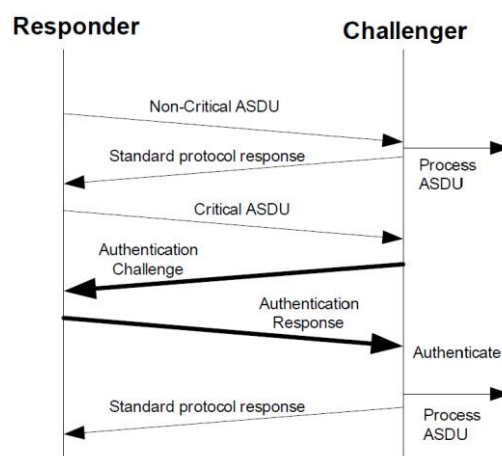 Responder
Challenger
Non-Critical ASDU
Standard protocol response
Process
ASDU
Critical ASDU
Authentication
Challenge
Authentication
Response
Authenticate
Standard protocol response
Process
ASDU